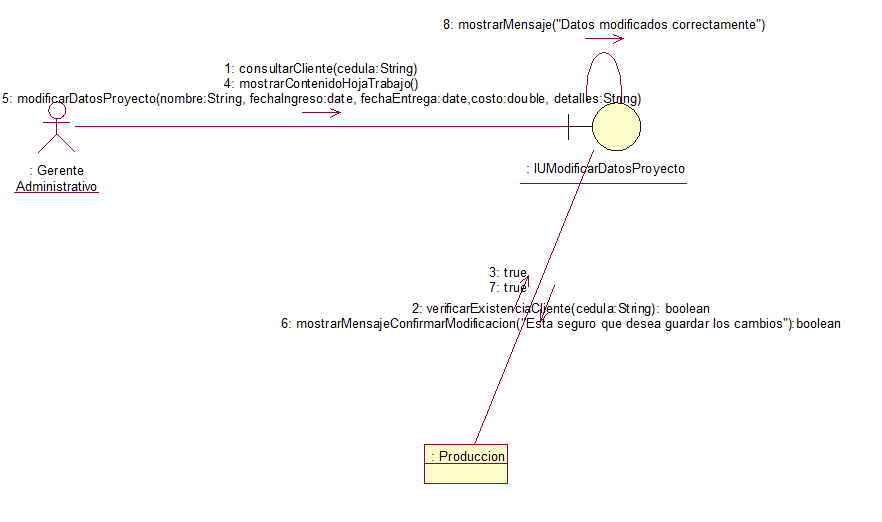 8: mostrarMensaje("Datos modificados correctamente")
1: consultarCliente(cedula:String)
4: mostrarContenidoHojaTrabajo()
5: modificarDatosProyecto(nombre:String, fechaIngreso:date, fechaEntrega:date,costo:double, detalles:String)
: Gerente
Administrativo
: IUModificarDatosProyecto
3: true
7: true
2: verificarExistenciaCliente(cedula:String): boolean
6: mostrarMensajeConfirmarModificacion("Esta seguro que desea guardar los cambios"):boolean
: Produccion